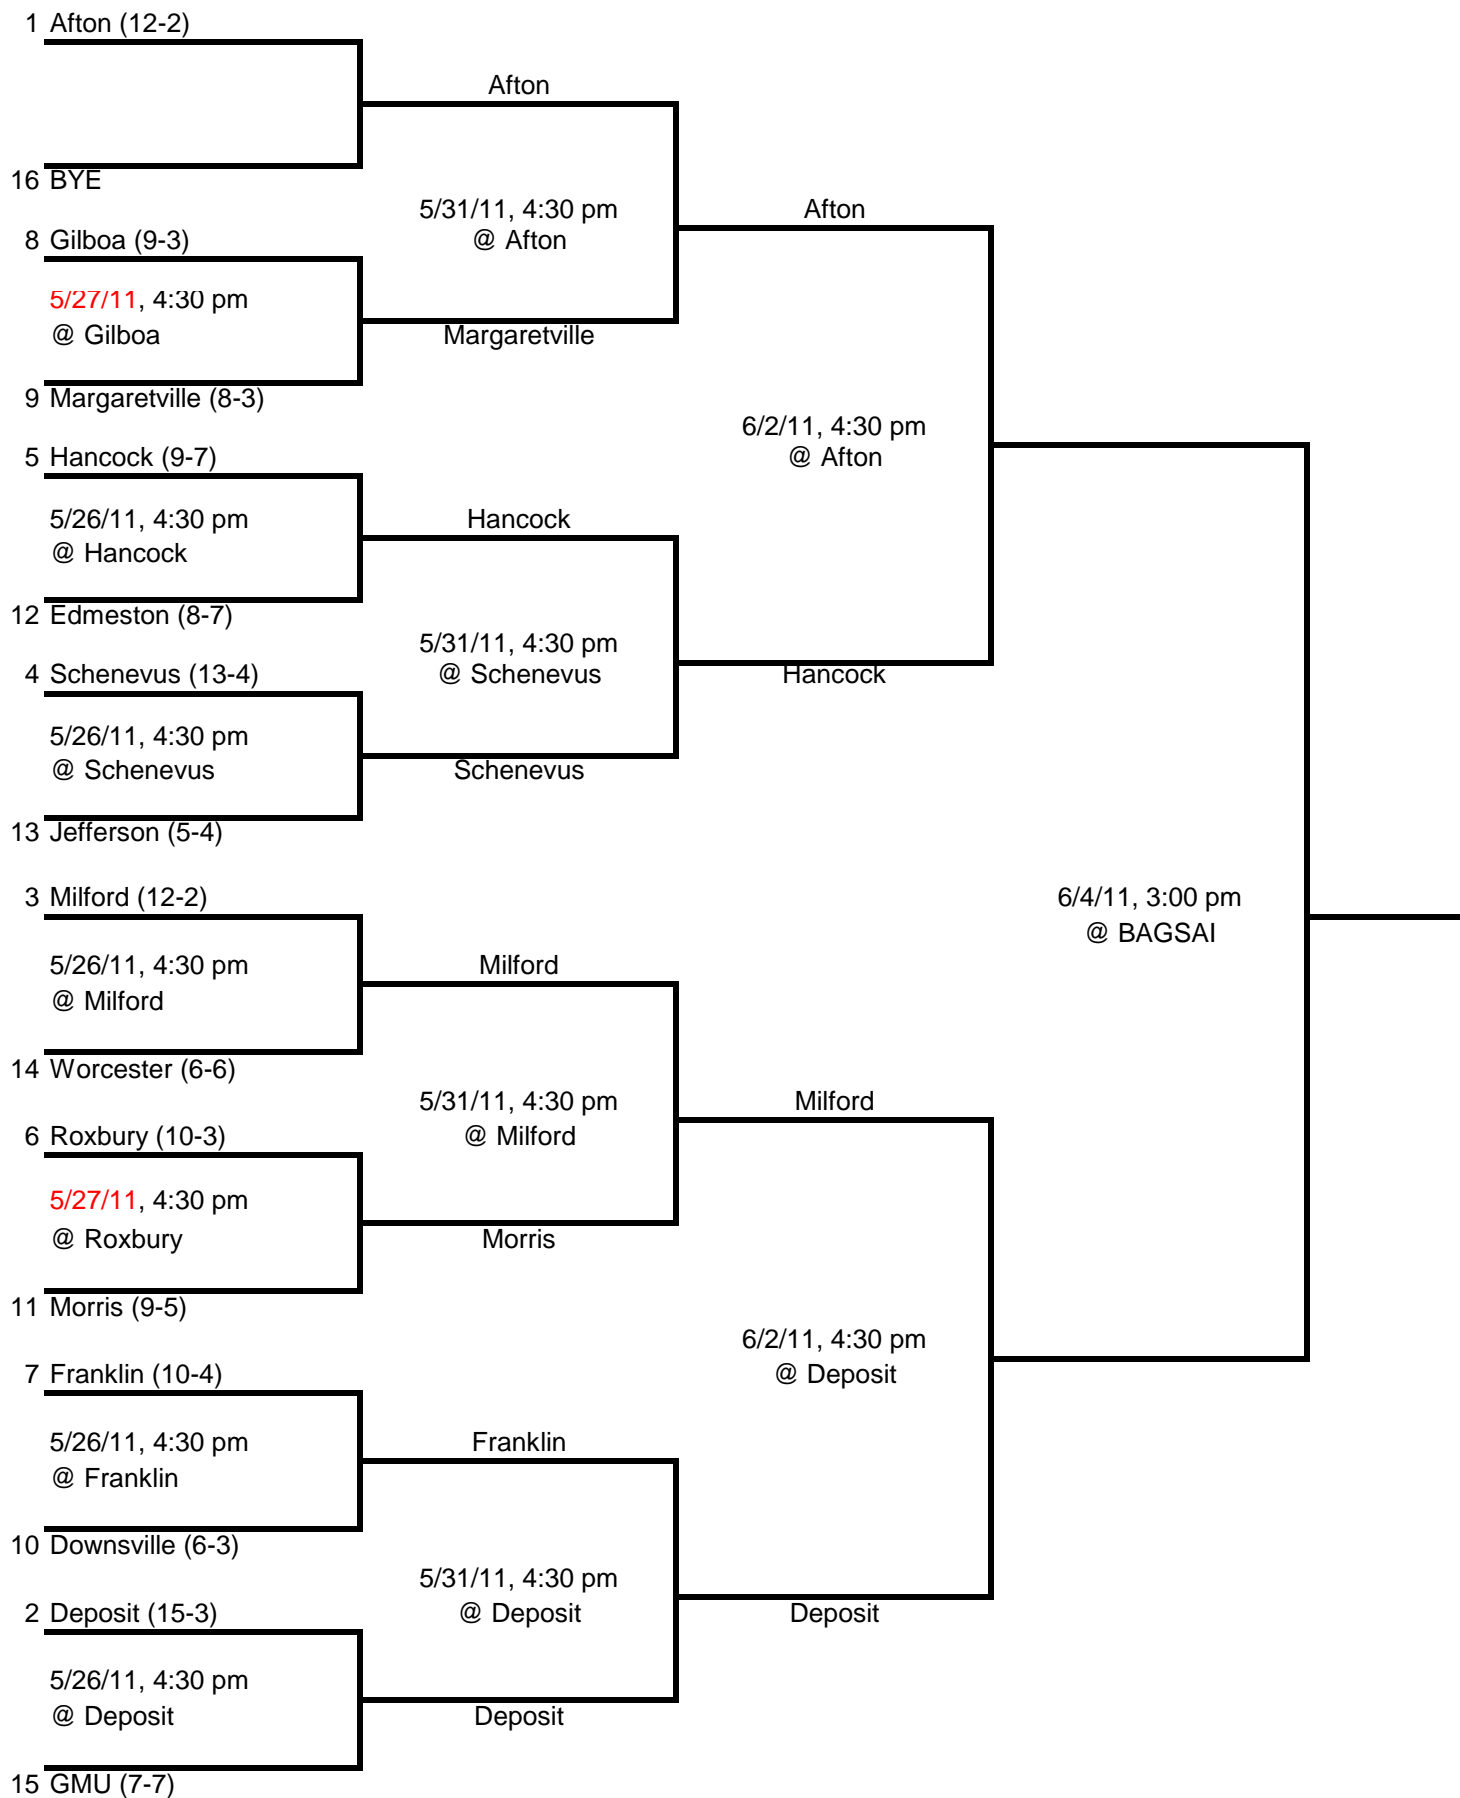 1 Afton (12-2)
Afton
16 BYE
5/31/11, 4:30 pm
@ Afton
Afton
8 Gilboa (9-3)
5/27/11, 4:30 pm
@ Gilboa
Margaretville
9 Margaretville (8-3)
6/2/11, 4:30 pm
@ Afton
5 Hancock (9-7)
5/26/11, 4:30 pm
@ Hancock
Hancock
12 Edmeston (8-7)
5/31/11, 4:30 pm
@ Schenevus
Hancock
4 Schenevus (13-4)
5/26/11, 4:30 pm
@ Schenevus
Schenevus
13 Jefferson (5-4)
3 Milford (12-2)
6/4/11, 3:00 pm
@ BAGSAI
5/26/11, 4:30 pm
@ Milford
Milford
14 Worcester (6-6)
5/31/11, 4:30 pm
@ Milford
Milford
6 Roxbury (10-3)
5/27/11, 4:30 pm
@ Roxbury
Morris
11 Morris (9-5)
6/2/11, 4:30 pm
@ Deposit
7 Franklin (10-4)
5/26/11, 4:30 pm
@ Franklin
Franklin
10 Downsville (6-3)
5/31/11, 4:30 pm
@ Deposit
Deposit
2 Deposit (15-3)
5/26/11, 4:30 pm
@ Deposit
Deposit
15 GMU (7-7)